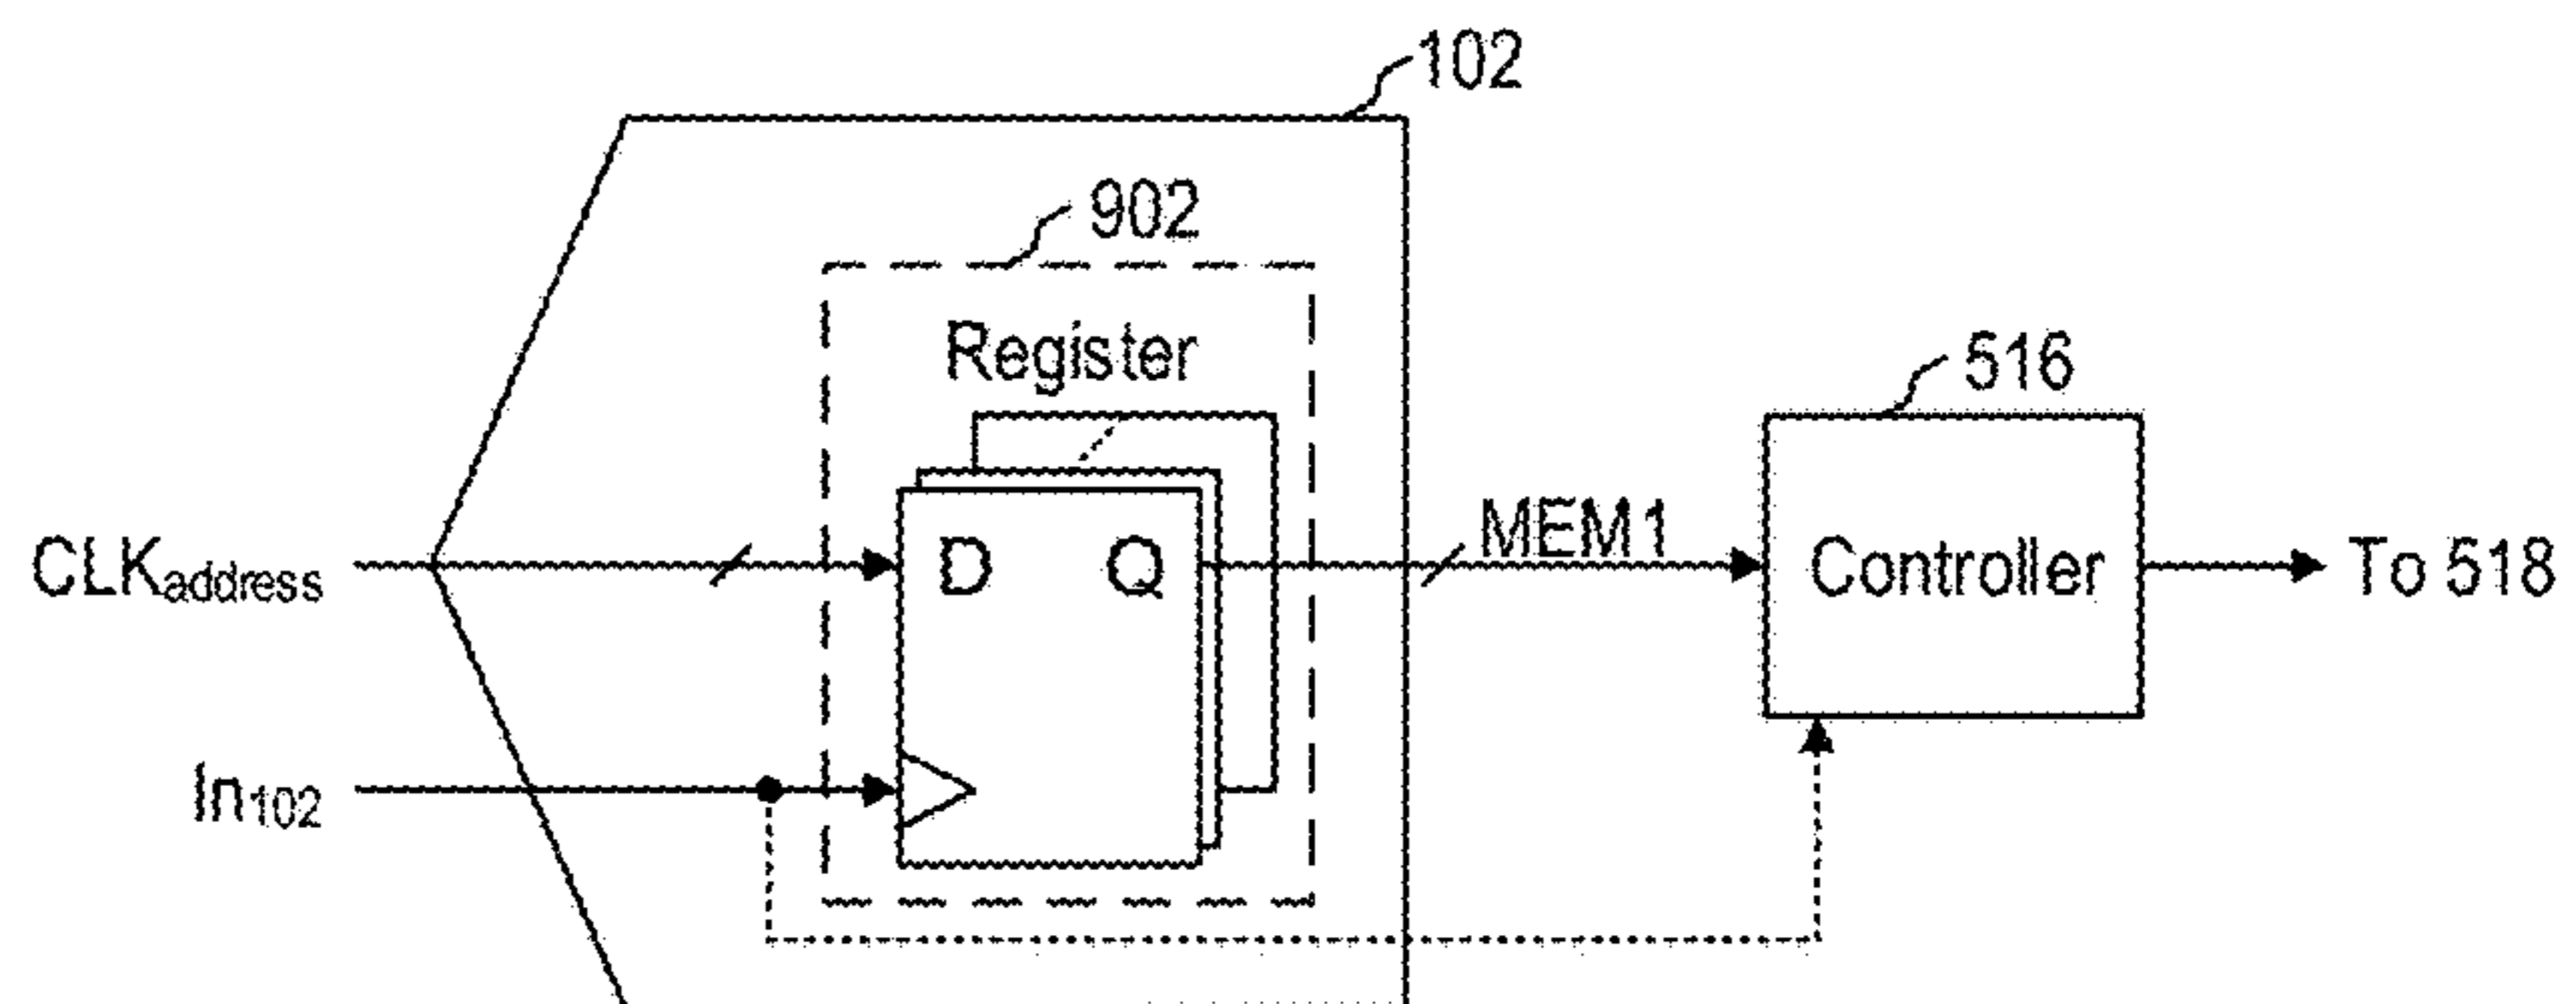 102
902
Register
516
CLKaddress
D Q
MEM1
Controller
To 518
In102